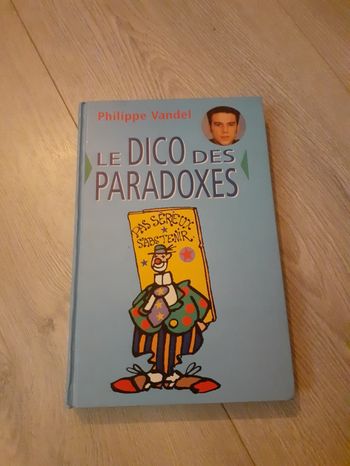 Philippe Vandel
LE DICO DES
PARADOXES
PAS SÉRIEUX
S'ABSTENIR